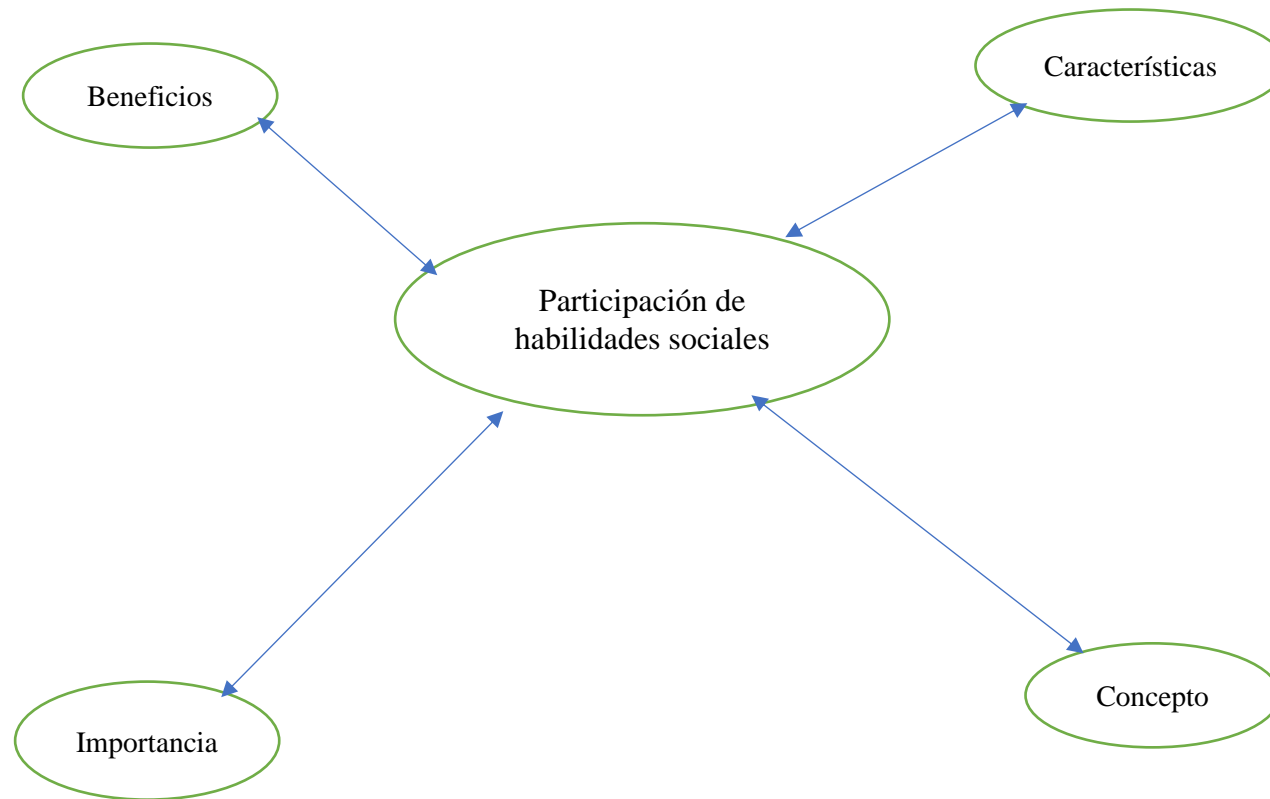 Características
Beneficios
Participación de
habilidades sociales
Concepto
Importancia